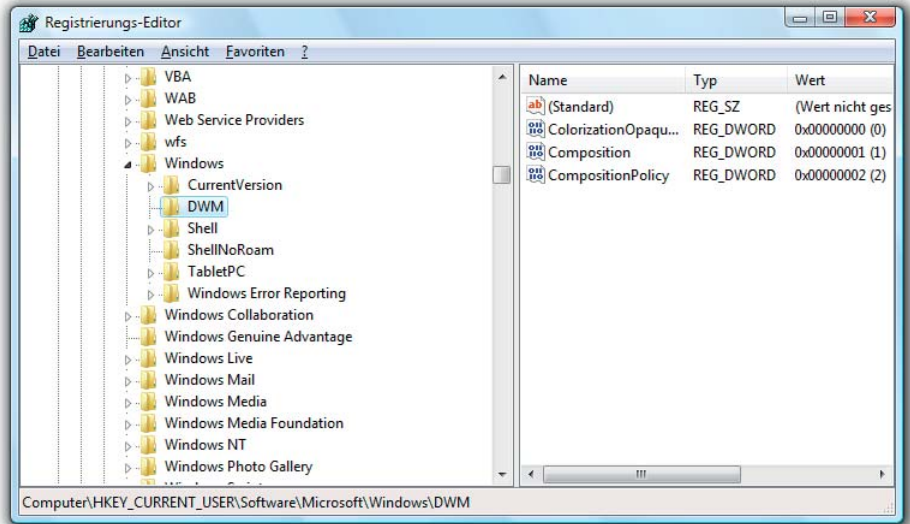 Registrierungs-Editor
Datei Bearbeiten Ansicht Favoriten ?
VBA
WAB
Web Service Providers
wfs
Windows
CurrentVersion
DWM
Shell
ShellNoRoam
TabletPC
Windows Error Reporting
Windows Collaboration
Windows Genuine Advantage
Windows Live
Windows Mail
Windows Media
Windows Media Foundation
Windows NT
Windows Photo Gallery
Name Typ Wert
ab (Standard) REG_SZ (Wert nicht ges
ColorizationOpaqu... REG_DWORD 0x00000000 (0)
Composition REG_DWORD 0x00000001 (1)
CompositionPolicy REG_DWORD 0x00000002 (2)
Computer\HKEY_CURRENT_USER\Software\Microsoft\Windows\DWM